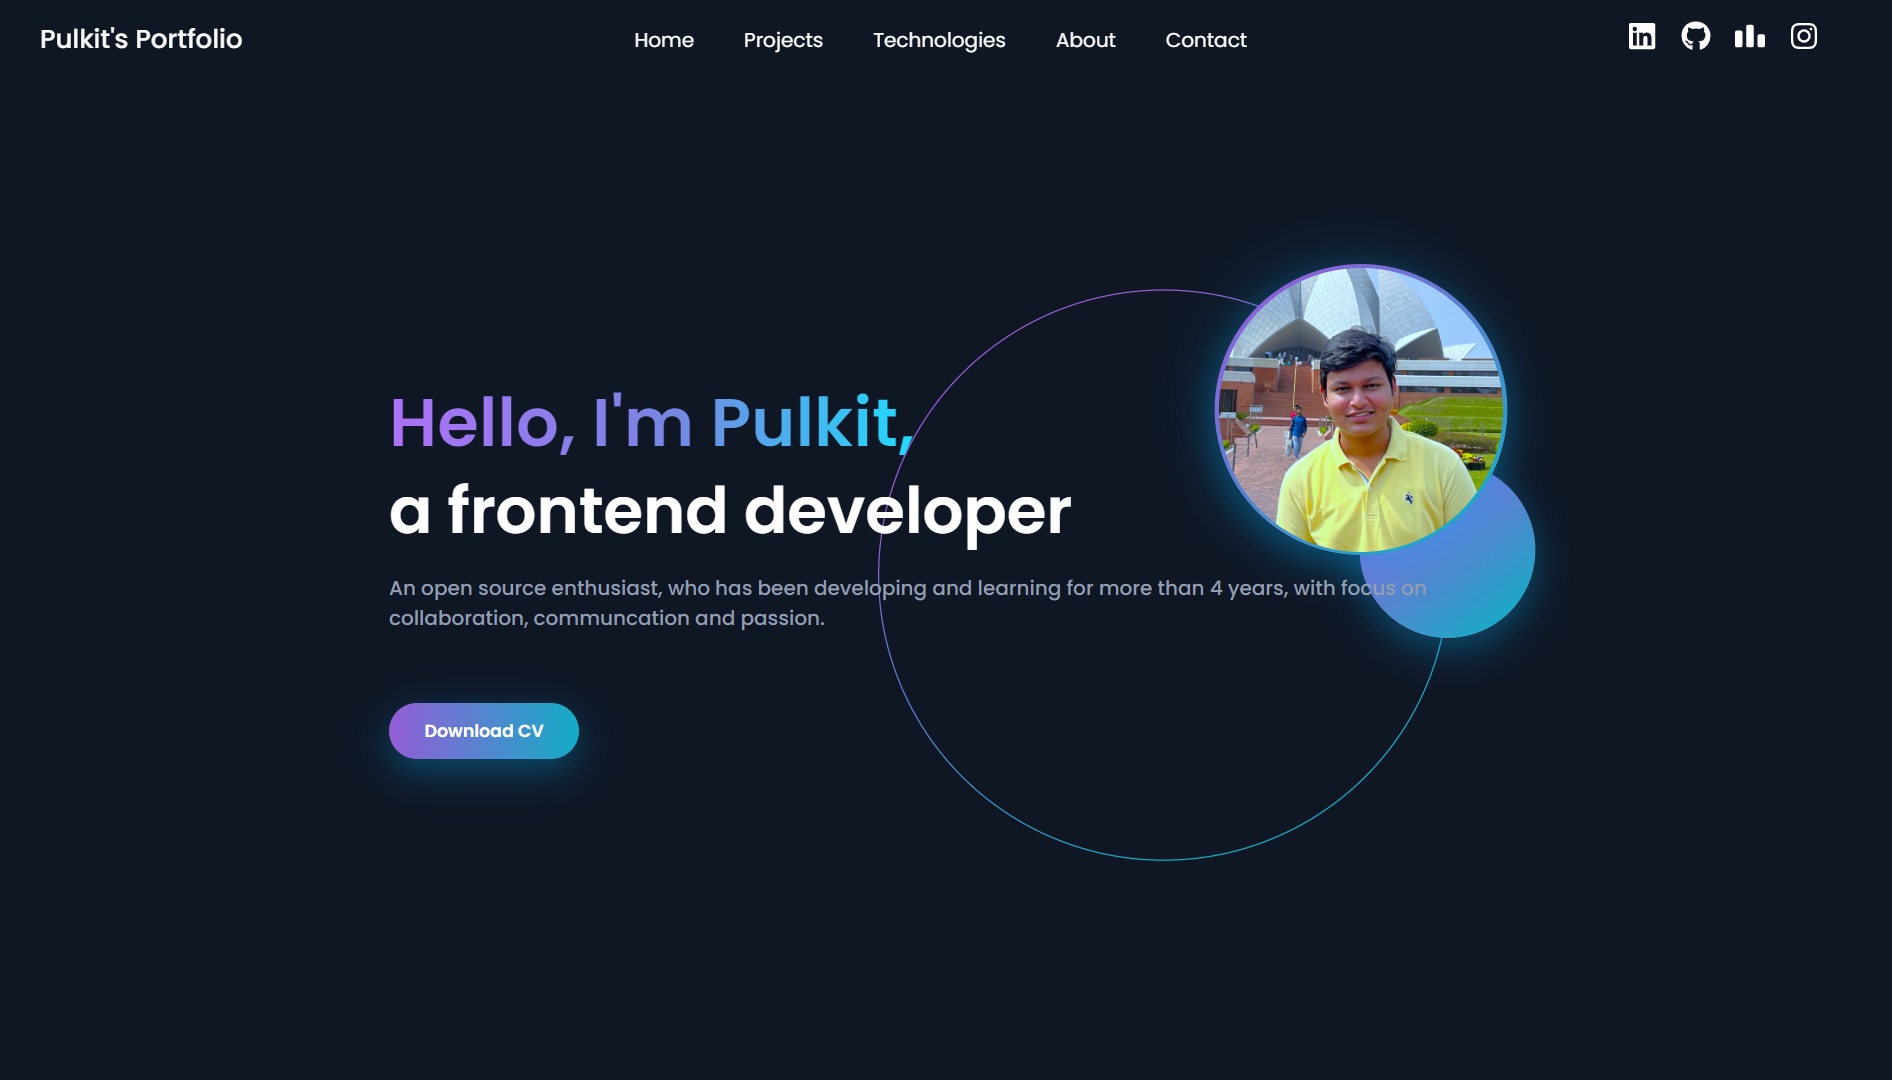 Pulkit's Portfolio
Home Projects Technologies About Contact
Hello, I'm Pulkit,
a frontend developer
An open source enthusiast, who has been developing and learning for more than 4 years, with focus on
collaboration, communcation and passion.
Download CV